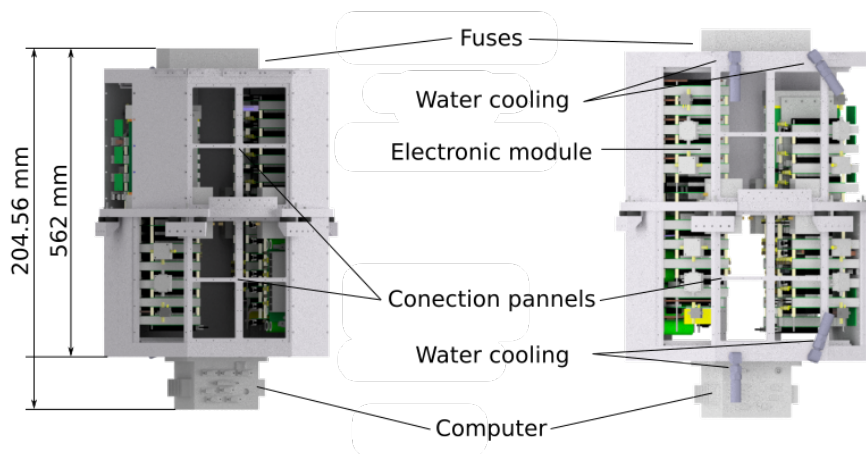 Fuses
Water cooling
Electronic module
204.56 mm
562 mm
Conection pannels
Water cooling
Computer